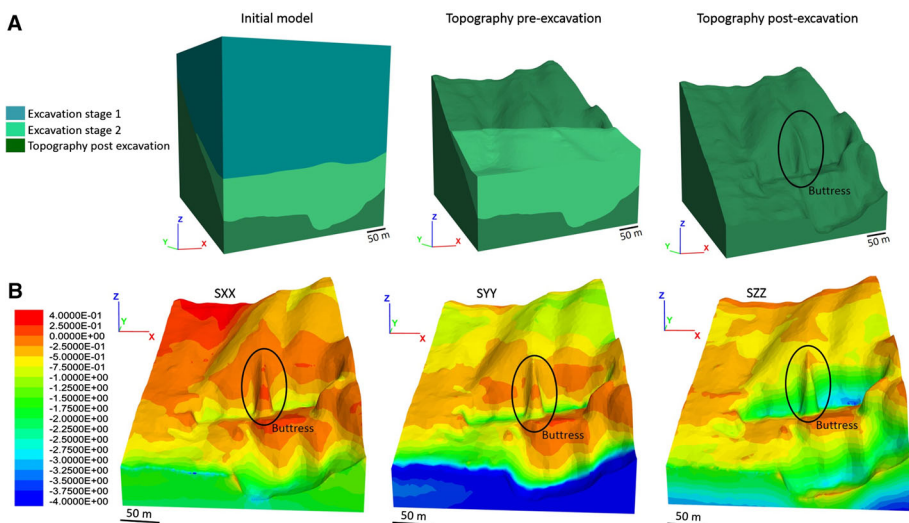 A
Initial model
Topography pre-excavation
Topography post-excavation
Excavation stage 1
Excavation stage 2
Topography post excavation
Buttress
Z
Y
X
50 m
Z
Y
X
50 m
Z
Y
X
50 m
B
SXX
SYY
SZZ
4.0000E-01
2.5000E-01
0.0000E+00
-2.5000E-01
-5.0000E-01
-7.5000E-01
-1.0000E+00
-1.2500E+00
-1.5000E+00
-1.7500E+00
-2.0000E+00
-2.2500E+00
-2.5000E+00
-2.7500E+00
-3.0000E+00
-3.2500E+00
-3.5000E+00
-3.7500E+00
-4.0000E+00
Z
Y
X
Buttress
50 m
Z
Y
X
Buttress
50 m
Z
Y
X
Buttress
50 m